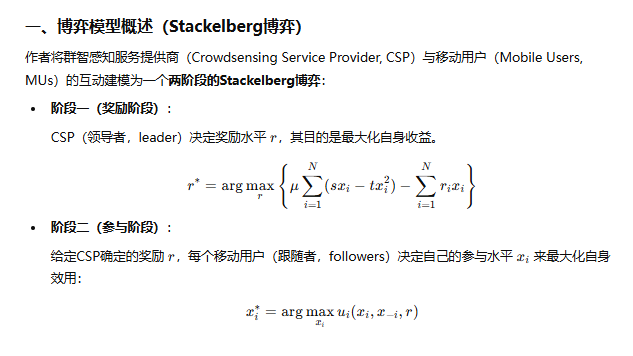 一、博弈模型概述（Stackelberg博弈）
作者将群智感知服务提供商（Crowdsensing Service Provider, CSP）与移动用户（Mobile Users,
MUs）的互动建模为一个两阶段的Stackelberg博弈：
• 阶段一（奖励阶段）：
CSP（领导者，leader）决定奖励水平 r，其目的是最大化自身收益。
r* = arg max_r { μ ∑_{i=1}^{N} (sx_i − tx_i²) − ∑_{i=1}^{N} r_i x_i }
• 阶段二（参与阶段）：
给定CSP确定的奖励 r，每个移动用户（跟随者，followers）决定自己的参与水平 x_i 来最大化自身
效用：
x_i* = arg max_{x_i} u_i(x_i, x_{−i}, r)